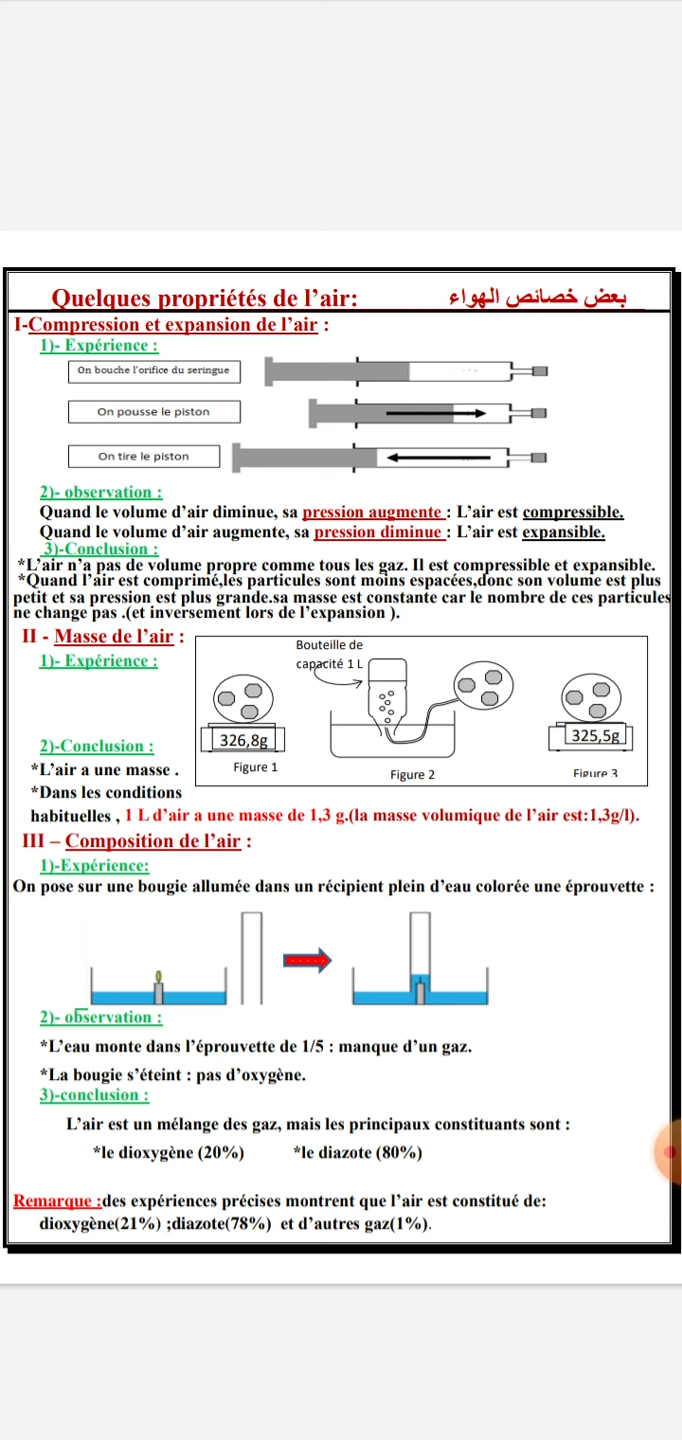 Quelques propriétés de l’air: بعض خصائص الهواء
I-Compression et expansion de l’air :
1)- Expérience :
On bouche l’orifice du seringue
On pousse le piston
On tire le piston
2)- observation :
Quand le volume d’air diminue, sa pression augmente : L’air est compressible.
Quand le volume d’air augmente, sa pression diminue : L’air est expansible.
3)-Conclusion :
*L’air n’a pas de volume propre comme tous les gaz. Il est compressible et expansible.
*Quand l’air est comprimé,les particules sont moins espacées,donc son volume est plus
petit et sa pression est plus grande.sa masse est constante car le nombre de ces particules
ne change pas .(et inversement lors de l’expansion ).
II - Masse de l’air :
1)- Expérience :
Bouteille de
capacité 1 L
326,8g
325,5g
Figure 1
Figure 2
Figure 3
2)-Conclusion :
*L’air a une masse .
*Dans les conditions
habituelles , 1 L d’air a une masse de 1,3 g.(la masse volumique de l’air est:1,3g/l).
III – Composition de l’air :
1)-Expérience:
On pose sur une bougie allumée dans un récipient plein d’eau colorée une éprouvette :
2)- observation :
*L’eau monte dans l’éprouvette de 1/5 : manque d’un gaz.
*La bougie s’éteint : pas d’oxygène.
3)-conclusion :
L’air est un mélange des gaz, mais les principaux constituants sont :
*le dioxygène (20%) *le diazote (80%)
Remarque :des expériences précises montrent que l’air est constitué de:
dioxygène(21%) ;diazote(78%) et d’autres gaz(1%).